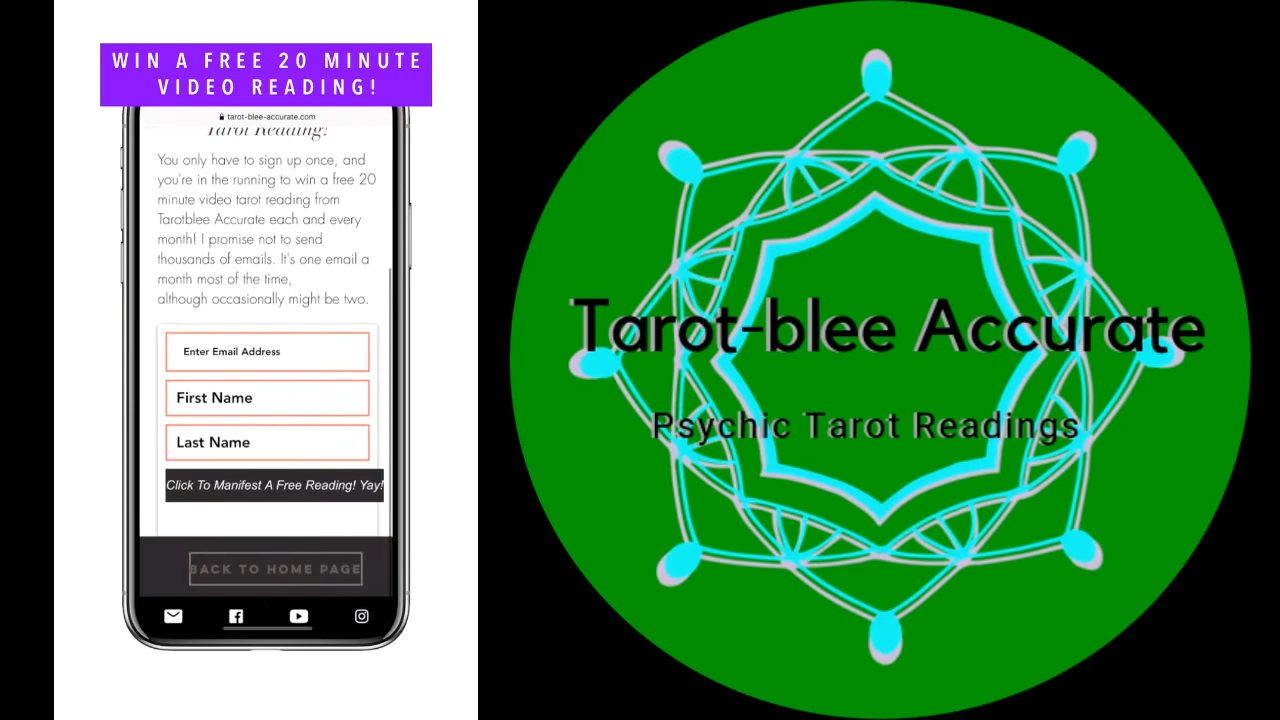 WIN A FREE 20 MINUTE
VIDEO READING!
tarot-blee-accurate.com
Tarot Reading!
You only have to sign up once, and
you're in the running to win a free 20
minute video tarot reading from
Tarotblee Accurate each and every
month! I promise not to send
thousands of emails. It's one email a
month most of the time,
although occasionally might be two.
Enter Email Address
First Name
Last Name
Click To Manifest A Free Reading! Yay!
BACK TO HOME PAGE
Tarot-blee Accurate
Psychic Tarot Readings